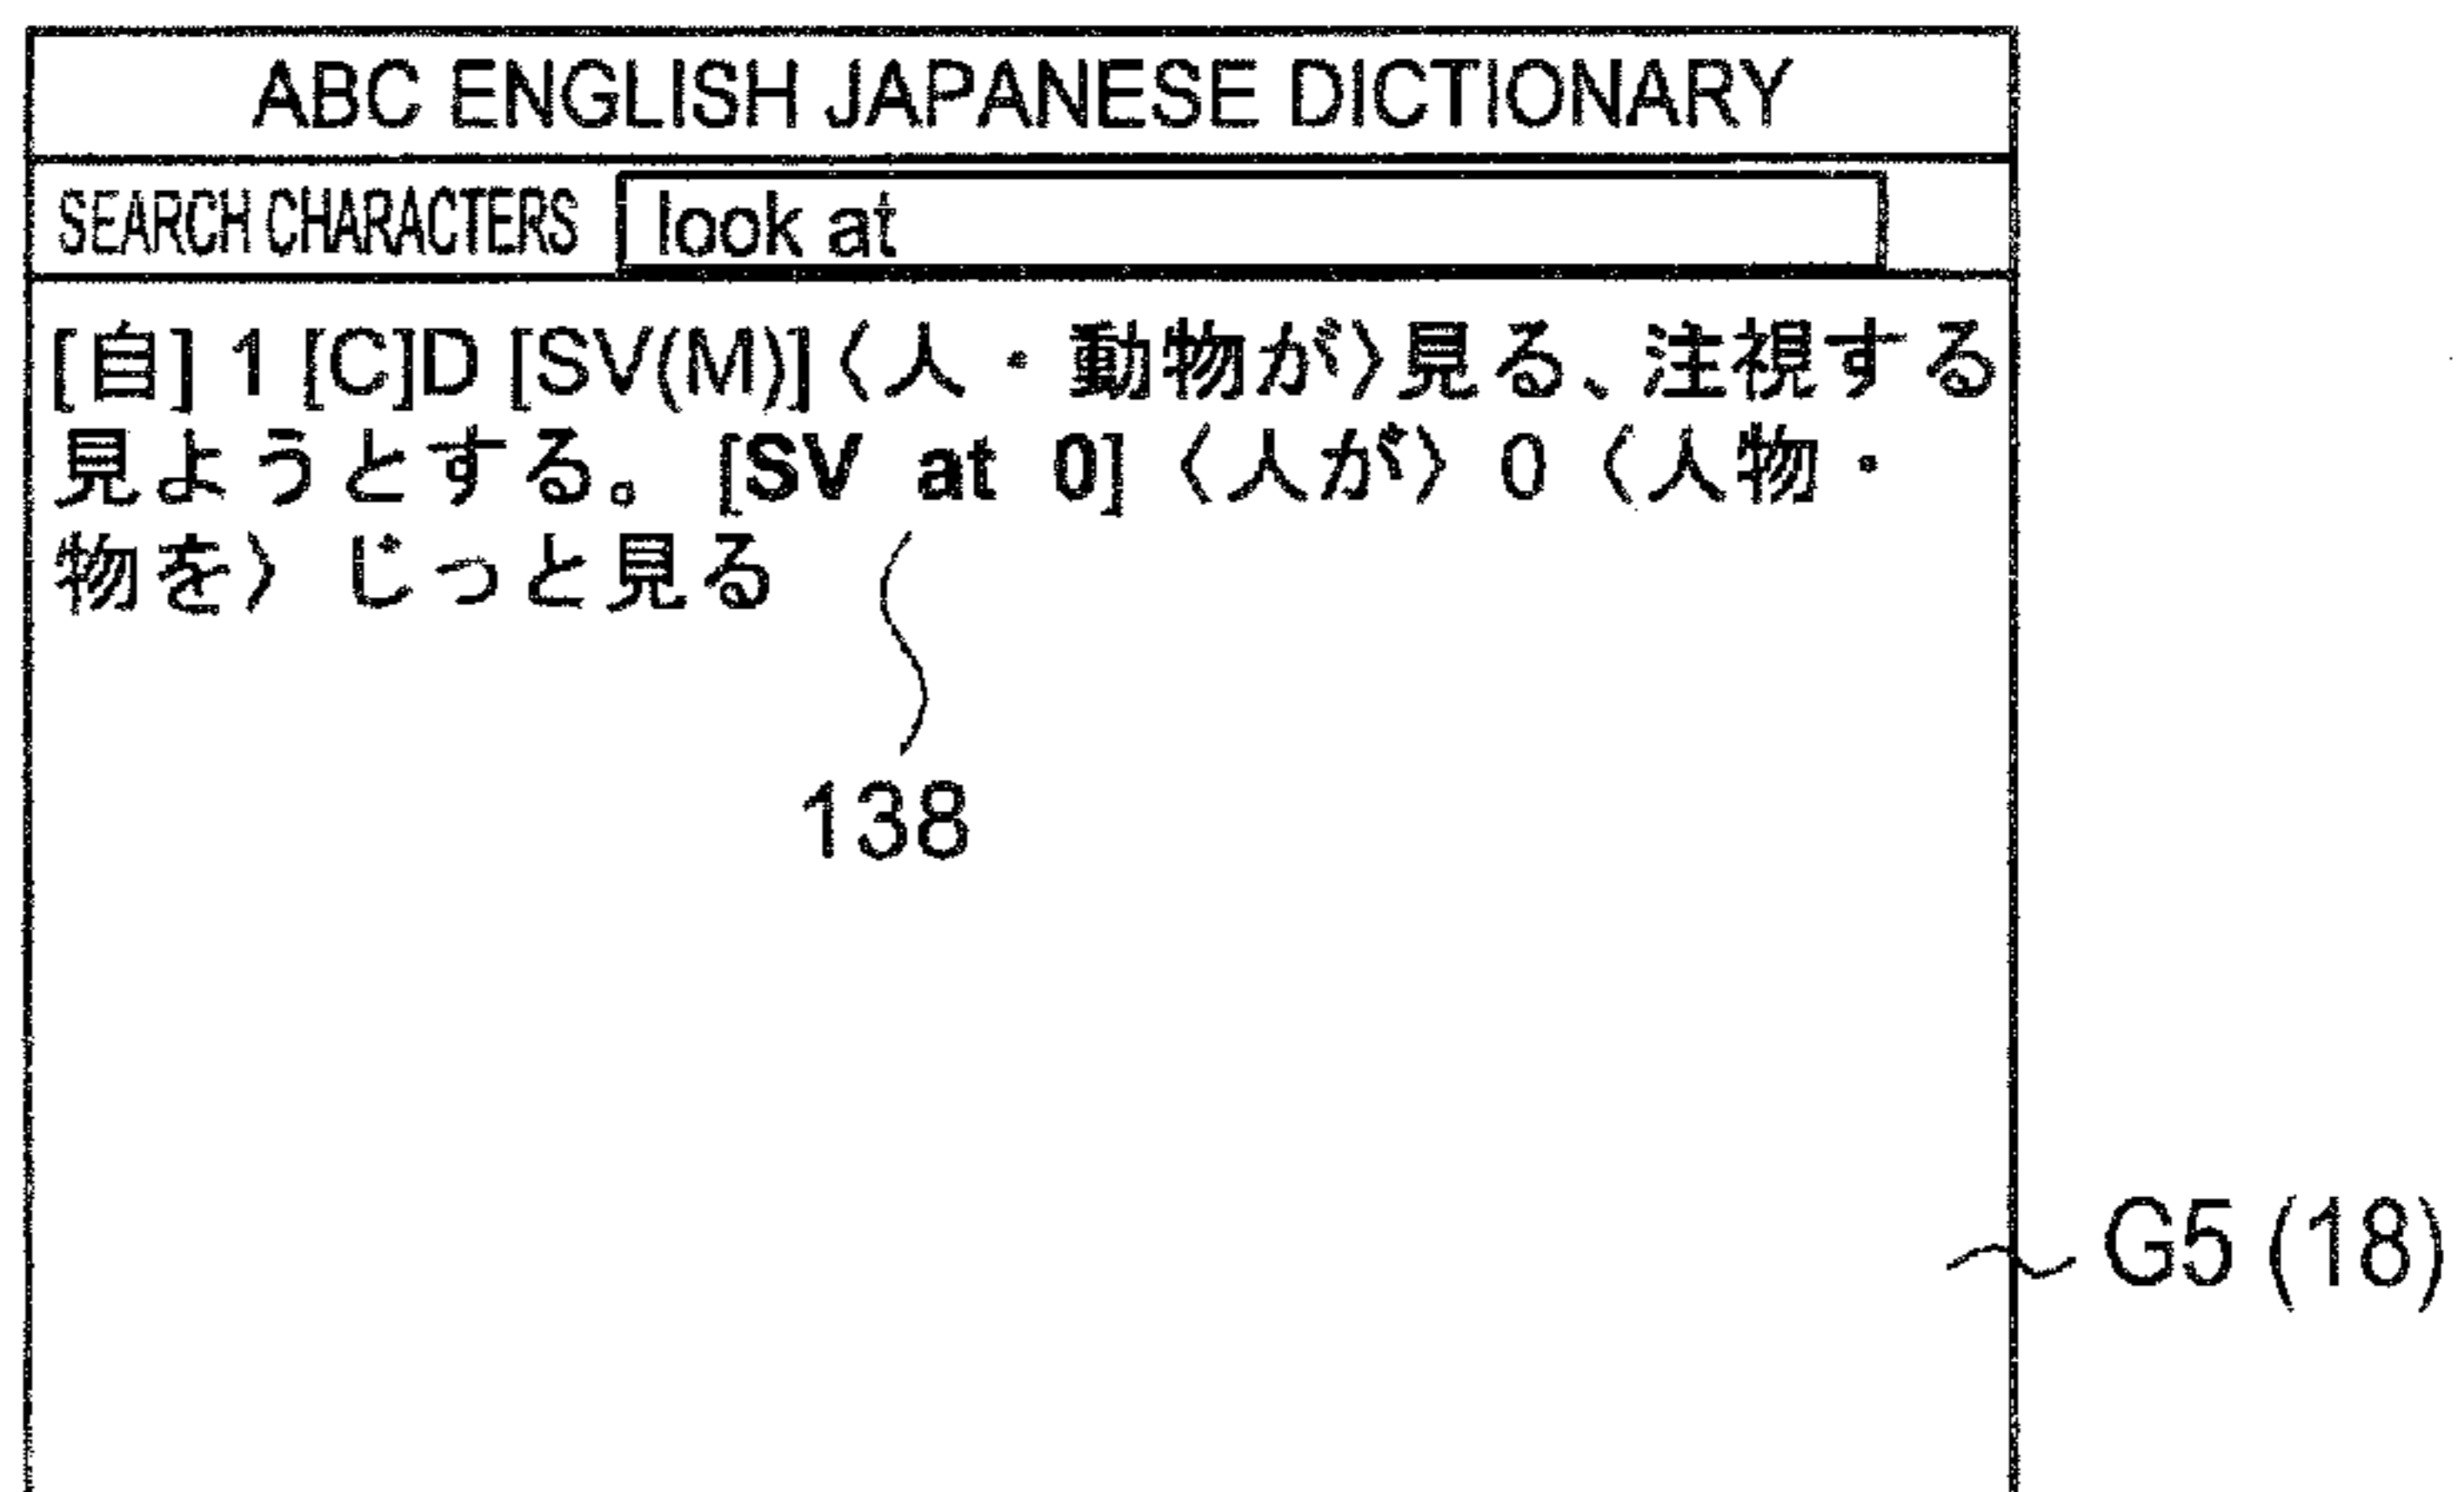 ABC ENGLISH JAPANESE DICTIONARY
SEARCH CHARACTERS look at
[自] 1 [C]D [SV(M)]〈人・動物が〉見る、注視する
見ようとする。 [SV at 0] 〈人が〉 0 〈人物・
物を〉 じっと見る
138
G5 (18)